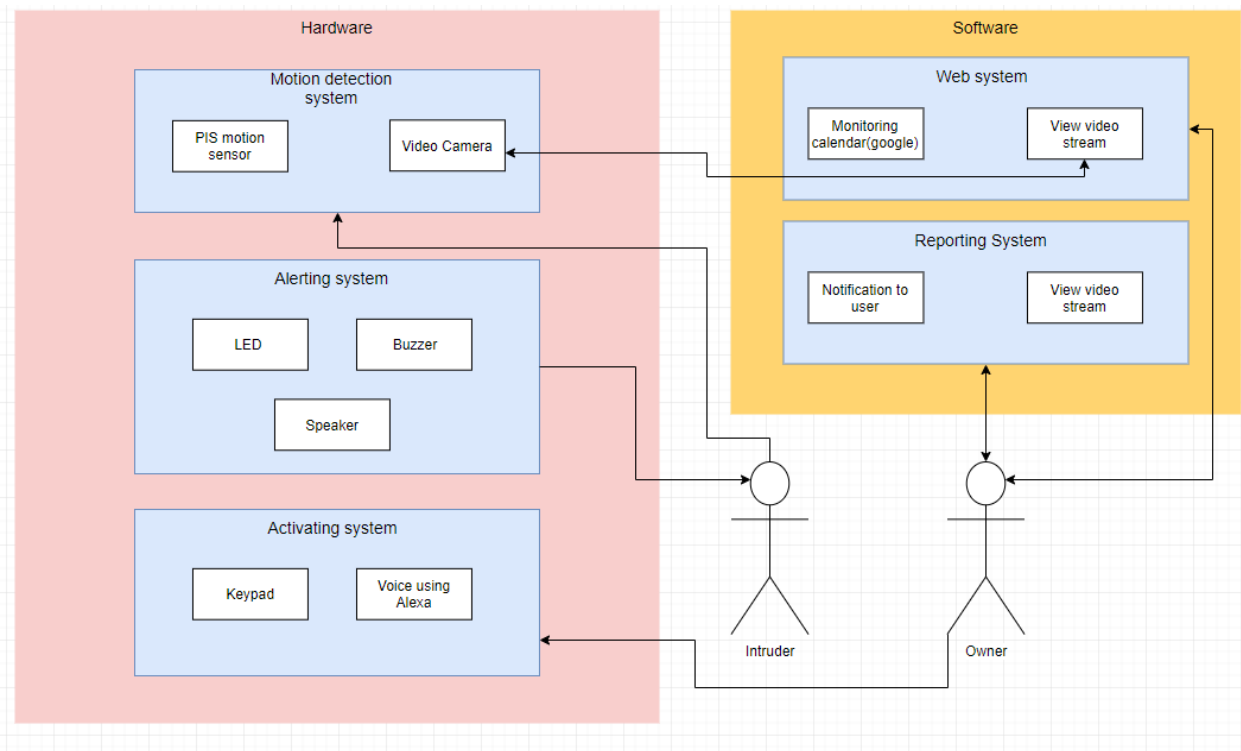 Hardware
Motion detection
system
PIS motion
sensor
Video Camera
Alerting system
LED
Buzzer
Speaker
Activating system
Keypad
Voice using
Alexa
Software
Web system
Monitoring
calendar(google)
View video
stream
Reporting System
Notification to
user
View video
stream
Intruder
Owner